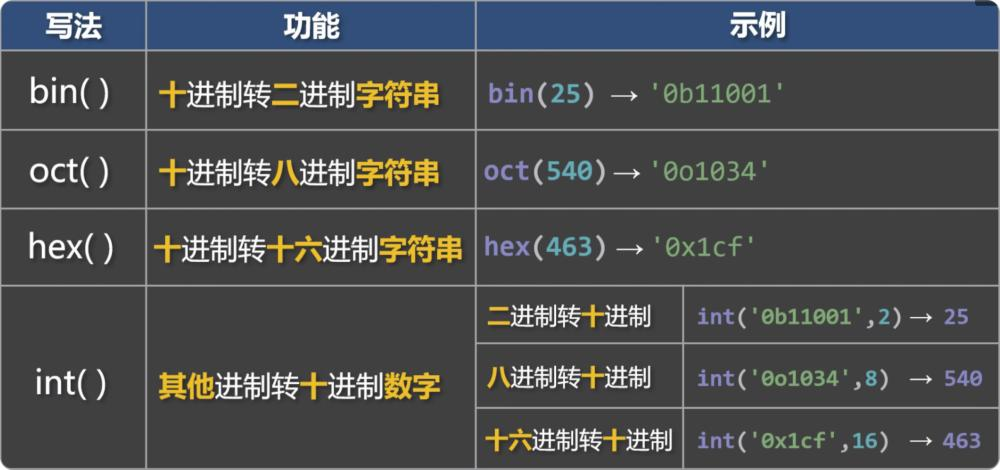 写法 功能 示例
bin( ) 十进制转二进制字符串 bin(25) → '0b11001'
oct( ) 十进制转八进制字符串 oct(540) → '0o1034'
hex( ) 十进制转十六进制字符串 hex(463) → '0x1cf'
二进制转十进制 int('0b11001',2) → 25
int( ) 其他进制转十进制数字 八进制转十进制 int('0o1034',8) → 540
十六进制转十进制 int('0x1cf',16) → 463